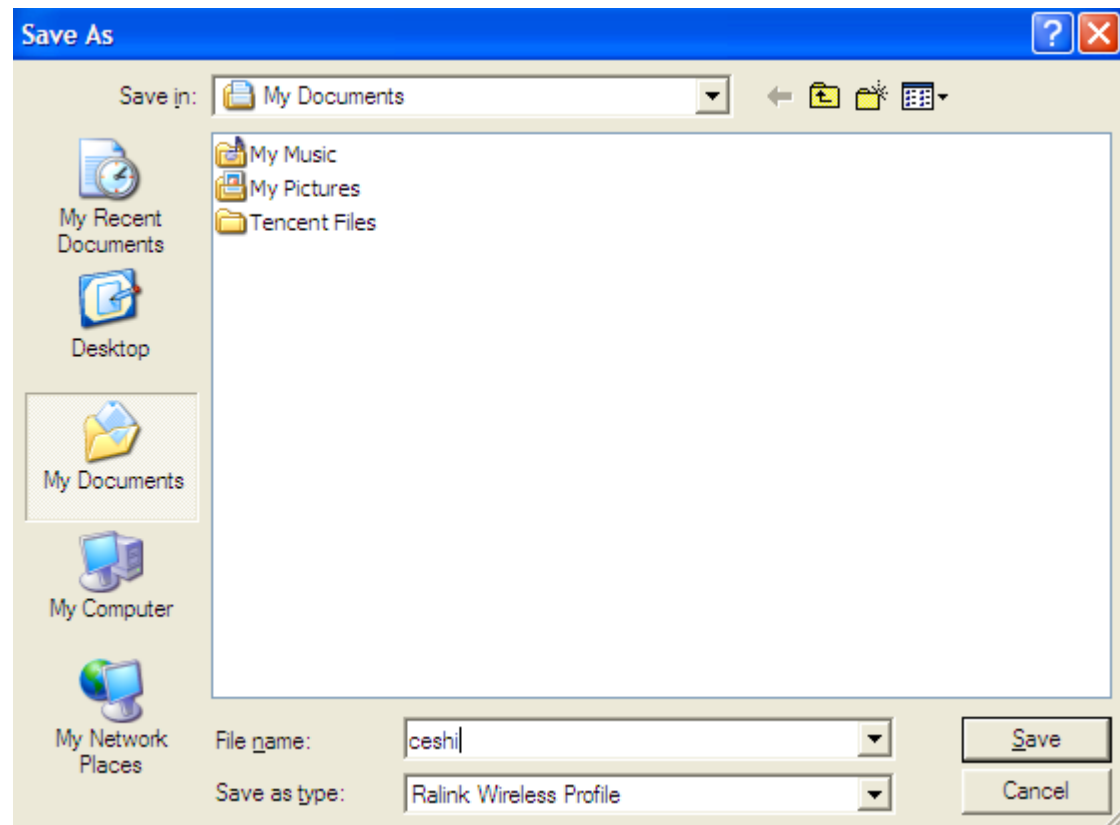 Save As
Save in:
My Documents
My Music
My Pictures
Tencent Files
My Recent
Documents
Desktop
My Documents
My Computer
My Network
Places
File name:
ceshi
Save
Save as type:
Ralink Wireless Profile
Cancel